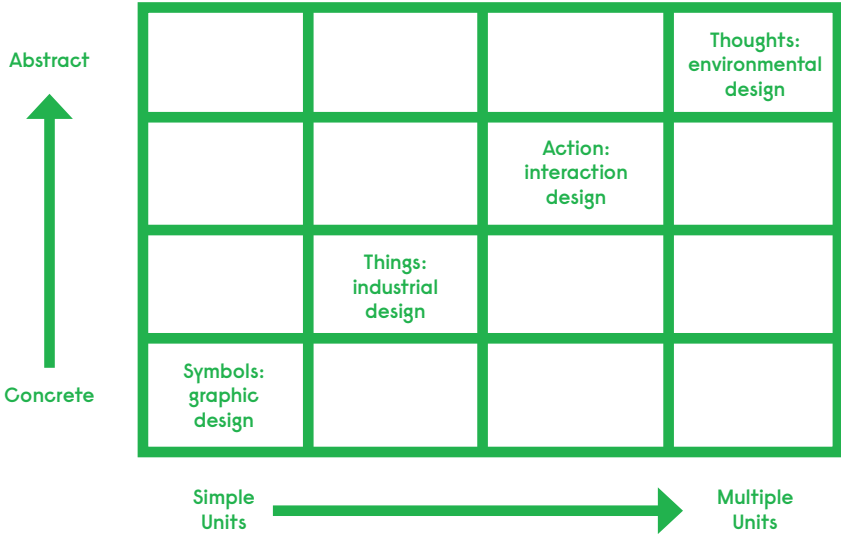 Abstract
Thoughts:
environmental
design
Action:
interaction
design
Things:
industrial
design
Concrete
Symbols:
graphic
design
Simple
Units
Multiple
Units